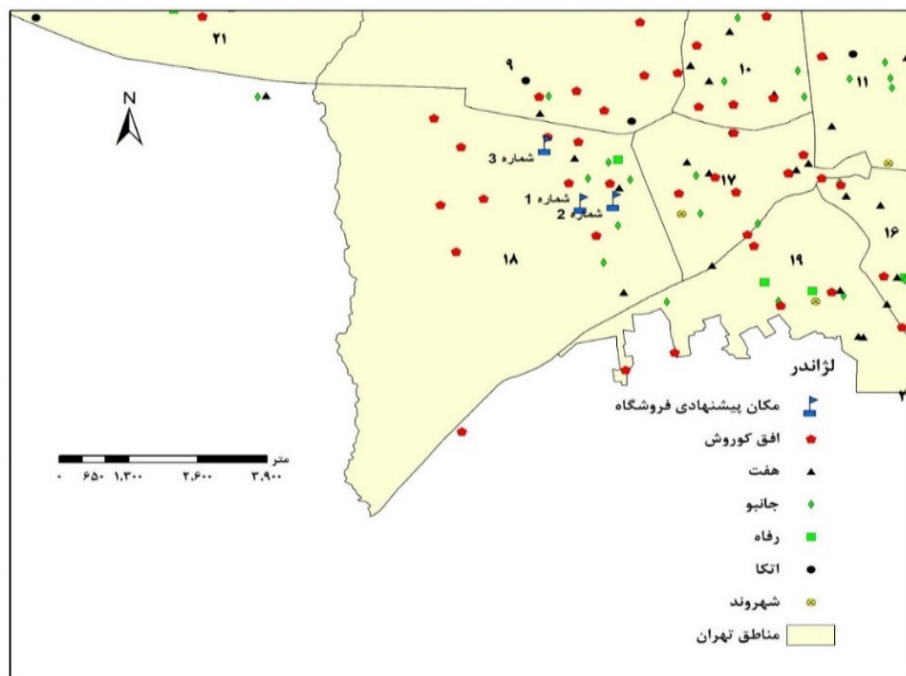 ۲۱
۹
۱۰
۱۱
N
شماره 3
۱۷
شماره 1
شماره 2
۱۸
۱۶
۱۹
لژاندر
مکان پیشنهادی فروشگاه
افق کوروش
هفت
جانبو
رفاه
اتکا
شهروند
مناطق تهران
متر
۰ ۶۵۰ ۱,۳۰۰ ۲,۶۰۰ ۳,۹۰۰